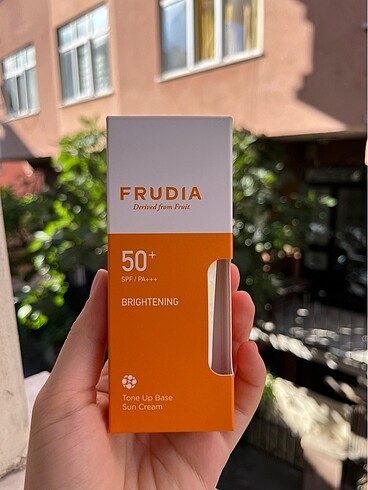 FRUDIA
Derived from Fruit.
50+
SPF / PA+++
BRIGHTENING
Tone Up Base
Sun Cream